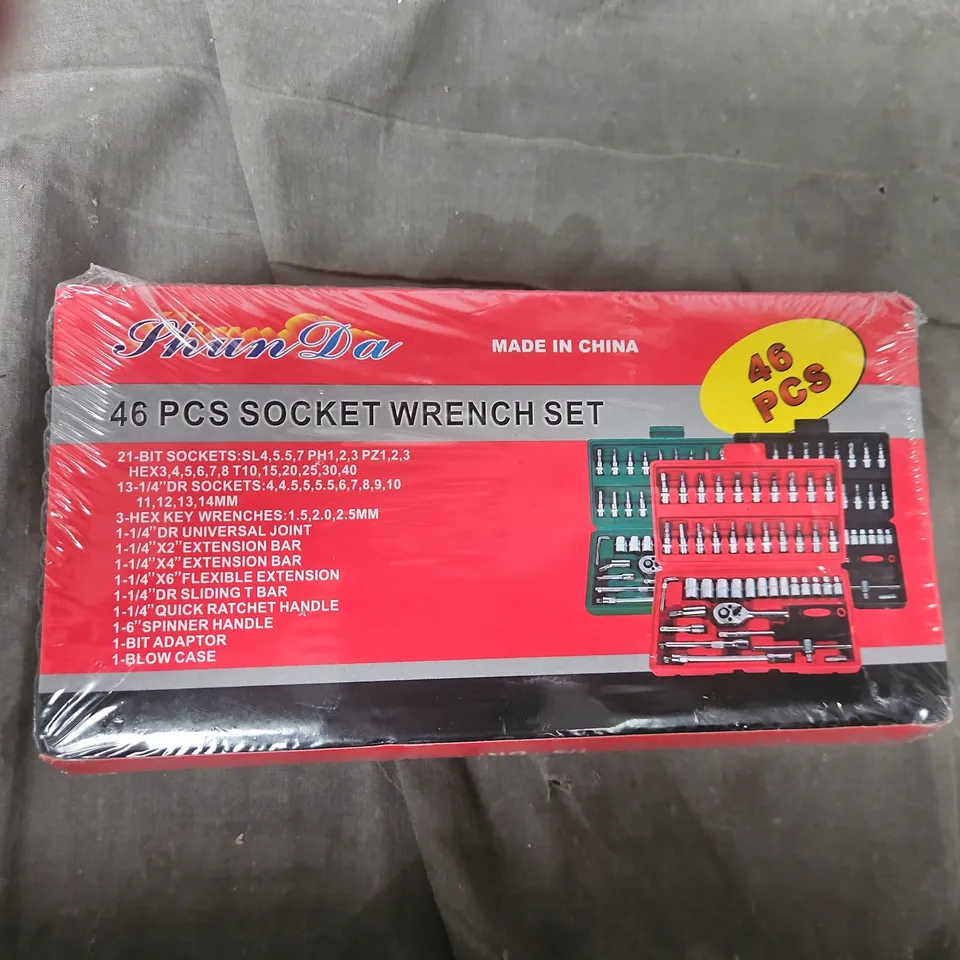 Shun Da
MADE IN CHINA
46
PCS
46 PCS SOCKET WRENCH SET
21-BIT SOCKETS:SL4,5.5,7 PH1,2,3 PZ1,2,3
HEX3,4,5,6,7,8 T10,15,20,25,30,40
13-1/4"DR SOCKETS:4,4.5,5,5.5,6,7,8,9,10
11,12,13,14MM
3-HEX KEY WRENCHES:1.5,2.0,2.5MM
1-1/4"DR UNIVERSAL JOINT
1-1/4"X2"EXTENSION BAR
1-1/4"X4"EXTENSION BAR
1-1/4"X6"FLEXIBLE EXTENSION
1-1/4"DR SLIDING T BAR
1-1/4"QUICK RATCHET HANDLE
1-6"SPINNER HANDLE
1-BIT ADAPTOR
1-BLOW CASE